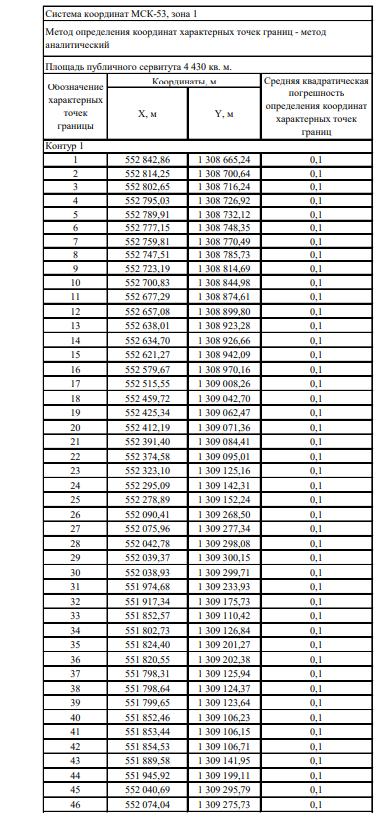 Система координат МСК-53, зона 1
Метод определения координат характерных точек границ - метод
аналитический
Площадь публичного сервитута 4 430 кв. м.
Обозначение характерных точек границы
Координаты, м
Средняя квадратическая погрешность определения координат характерных точек границ
X, м Y, м
Контур 1
1 552 842,86 1 308 665,24 0,1
2 552 814,25 1 308 700,64 0,1
3 552 802,65 1 308 716,24 0,1
4 552 795,03 1 308 726,92 0,1
5 552 789,91 1 308 732,12 0,1
6 552 777,15 1 308 748,35 0,1
7 552 759,81 1 308 770,49 0,1
8 552 747,51 1 308 785,73 0,1
9 552 723,19 1 308 814,69 0,1
10 552 700,83 1 308 844,98 0,1
11 552 677,29 1 308 874,61 0,1
12 552 657,08 1 308 899,80 0,1
13 552 638,01 1 308 923,28 0,1
14 552 634,70 1 308 926,66 0,1
15 552 621,27 1 308 942,09 0,1
16 552 579,67 1 308 970,16 0,1
17 552 515,55 1 309 008,26 0,1
18 552 459,72 1 309 042,70 0,1
19 552 425,34 1 309 062,47 0,1
20 552 412,19 1 309 071,36 0,1
21 552 391,40 1 309 084,41 0,1
22 552 374,58 1 309 095,01 0,1
23 552 323,10 1 309 125,16 0,1
24 552 295,09 1 309 142,31 0,1
25 552 278,89 1 309 152,24 0,1
26 552 090,41 1 309 268,50 0,1
27 552 075,96 1 309 277,34 0,1
28 552 042,78 1 309 298,08 0,1
29 552 039,37 1 309 300,15 0,1
30 552 038,93 1 309 299,71 0,1
31 551 974,68 1 309 233,93 0,1
32 551 917,34 1 309 175,73 0,1
33 551 852,57 1 309 110,42 0,1
34 551 802,73 1 309 126,84 0,1
35 551 824,40 1 309 201,27 0,1
36 551 820,55 1 309 202,38 0,1
37 551 798,31 1 309 125,94 0,1
38 551 798,64 1 309 124,37 0,1
39 551 799,65 1 309 123,64 0,1
40 551 852,46 1 309 106,23 0,1
41 551 853,44 1 309 106,15 0,1
42 551 854,53 1 309 106,71 0,1
43 551 889,58 1 309 141,95 0,1
44 551 945,92 1 309 199,11 0,1
45 552 040,69 1 309 295,79 0,1
46 552 074,04 1 309 275,73 0,1